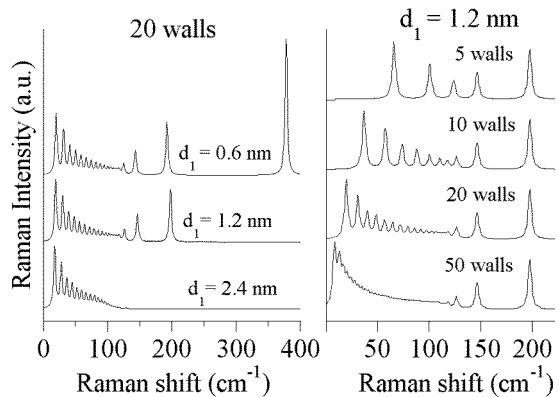 20 walls
d1 = 1.2 nm
Raman Intensity (a.u.)
d1 = 0.6 nm
d1 = 1.2 nm
d1 = 2.4 nm
5 walls
10 walls
20 walls
50 walls
0 100 200 300 400
50 100 150 200
Raman shift (cm-1)
Raman shift (cm-1)